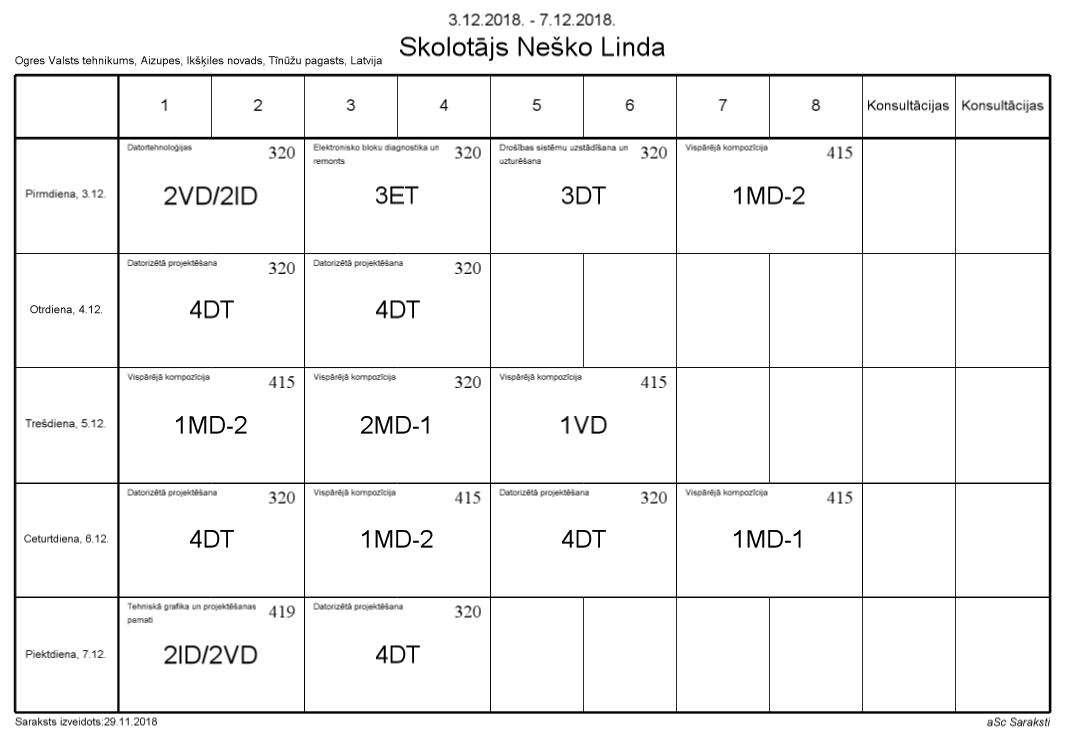 3.12.2018. - 7.12.2018.
Skolotājs Neško Linda
Ogres Valsts tehnikums, Aizupes, Ikšķiles novads, Tīnūžu pagasts, Latvija
1 2 3 4 5 6 7 8 Konsultācijas Konsultācijas
Pirmdiena, 3.12.
Datortehnoloģijas 320
2VD/2ID
Elektronisko bloku diagnostika un 320
remonts
3ET
Drošības sistēmu uzstādīšana un 320
uzturēšana
3DT
Vispārējā kompozīcija 415
1MD-2
Otrdiena, 4.12.
Datorizētā projektēšana 320
4DT
Datorizētā projektēšana 320
4DT
Trešdiena, 5.12.
Vispārējā kompozīcija 415
1MD-2
Vispārējā kompozīcija 320
2MD-1
Vispārējā kompozīcija 415
1VD
Ceturtdiena, 6.12.
Datorizētā projektēšana 320
4DT
Vispārējā kompozīcija 415
1MD-2
Datorizētā projektēšana 320
4DT
Vispārējā kompozīcija 415
1MD-1
Piektdiena, 7.12.
Tehniskā grafika un projektēšanas 419
pamati
2ID/2VD
Datorizētā projektēšana 320
4DT
Saraksts izveidots:29.11.2018
aSc Saraksti